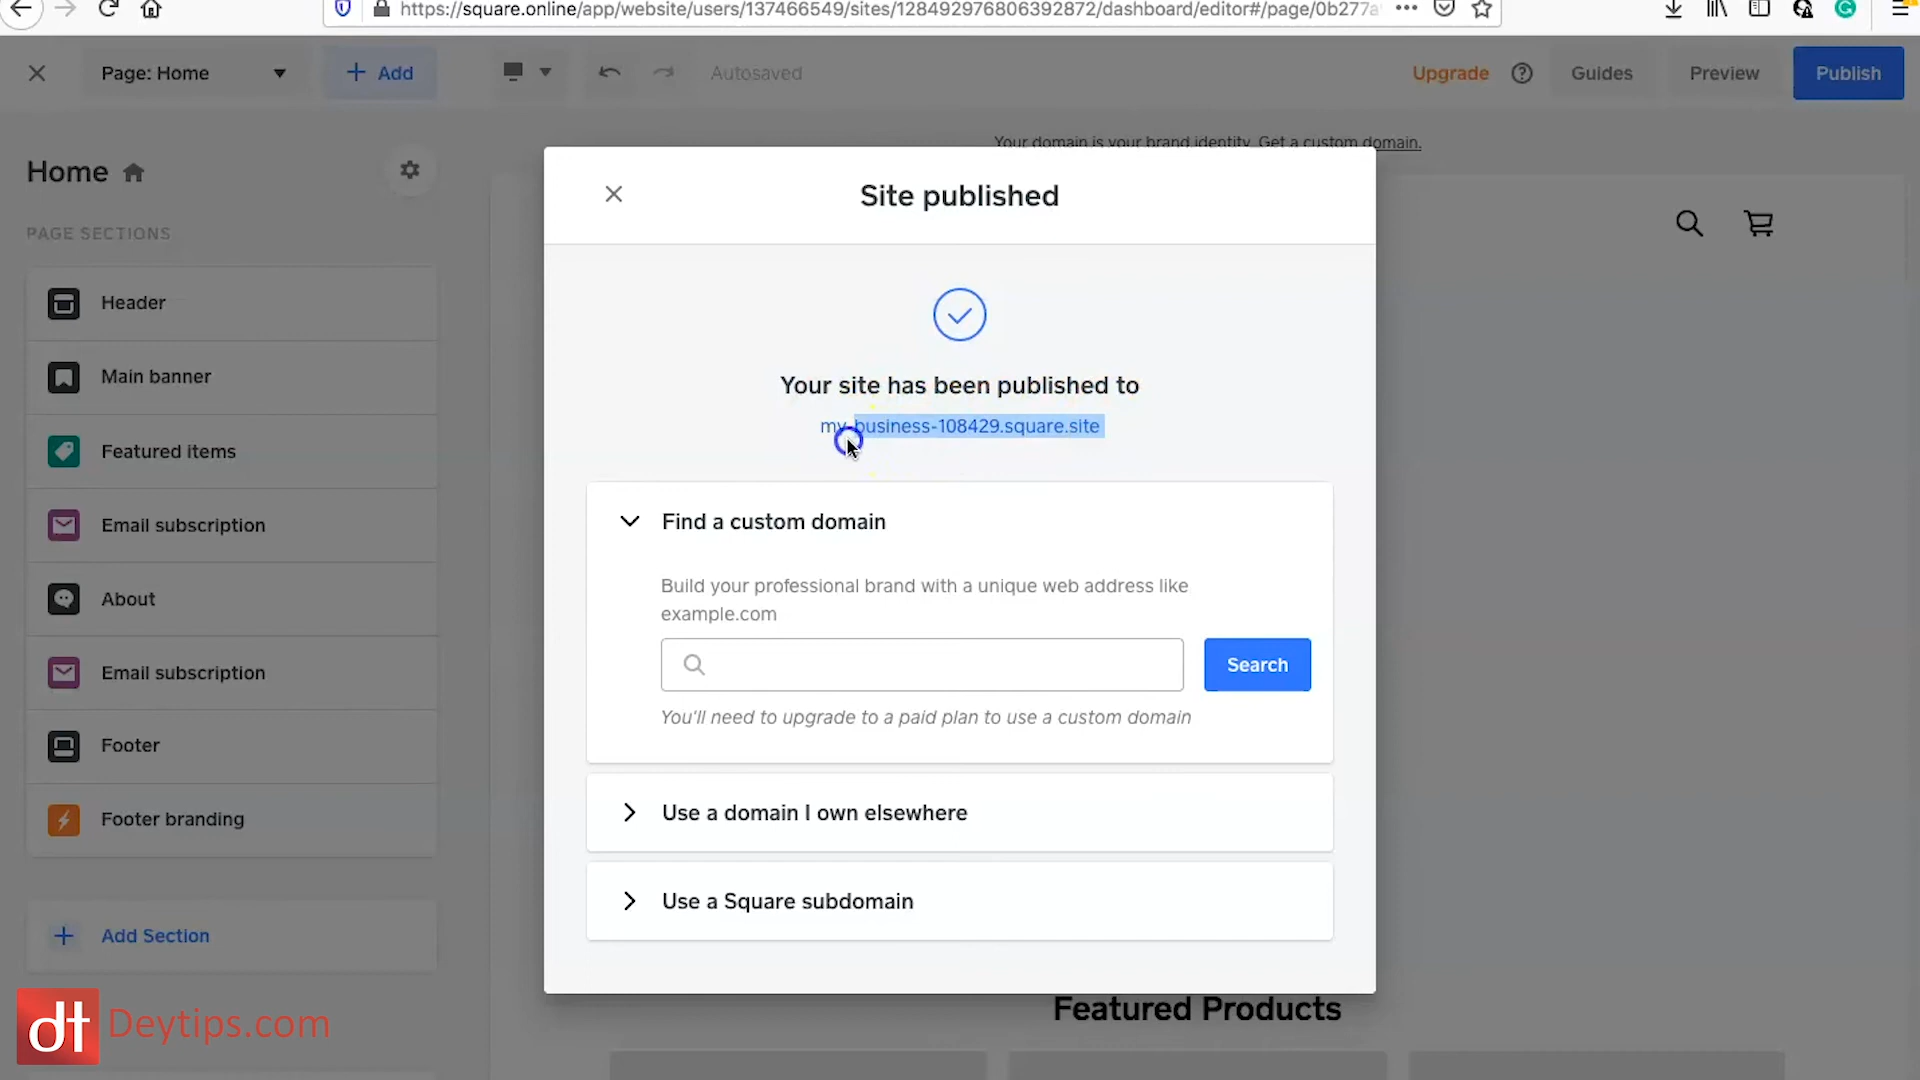 https://square.online/app/website/users/137466549/sites/128492976806392872/dashboard/editor#/page/0b277a
Page: Home
Add
Autosaved
Upgrade
Guides
Preview
Publish
Your domain is your brand identity. Get a custom domain.
Home
PAGE SECTIONS
Header
Main banner
Featured items
Email subscription
About
Email subscription
Footer
Footer branding
Add Section
Site published
Your site has been published to
my-business-108429.square.site
Find a custom domain
Build your professional brand with a unique web address like
example.com
Search
You'll need to upgrade to a paid plan to use a custom domain
Use a domain I own elsewhere
Use a Square subdomain
Featured Products
dt Deytips.com